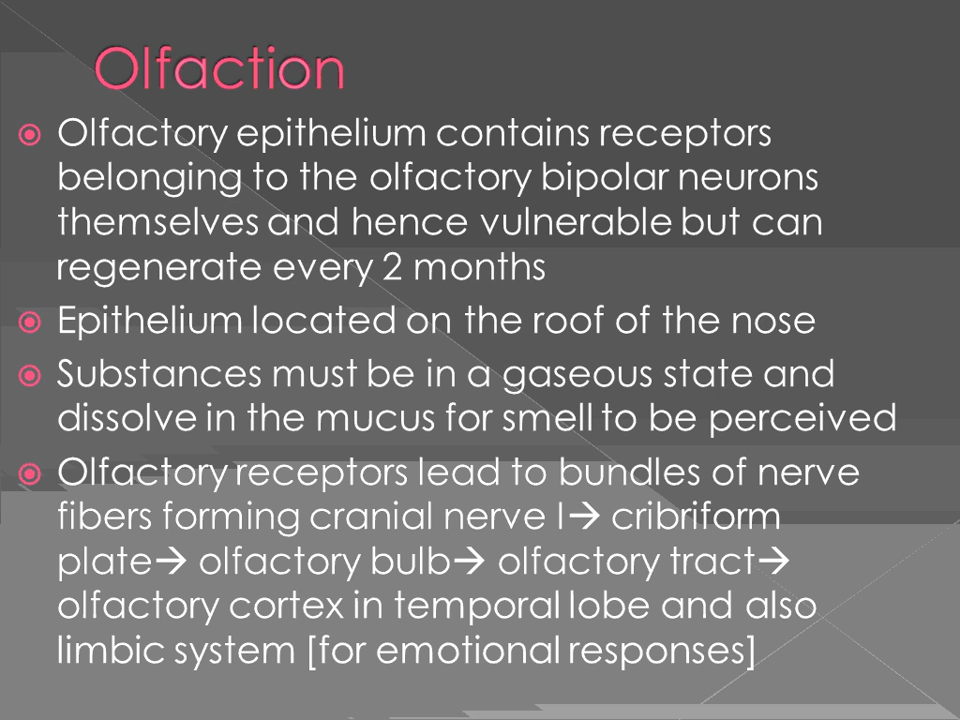 Olfaction
Olfactory epithelium contains receptors
belonging to the olfactory bipolar neurons
themselves and hence vulnerable but can
regenerate every 2 months
Epithelium located on the roof of the nose
Substances must be in a gaseous state and
dissolve in the mucus for smell to be perceived
Olfactory receptors lead to bundles of nerve
fibers forming cranial nerve I→ cribriform
plate→ olfactory bulb→ olfactory tract→
olfactory cortex in temporal lobe and also
limbic system [for emotional responses]